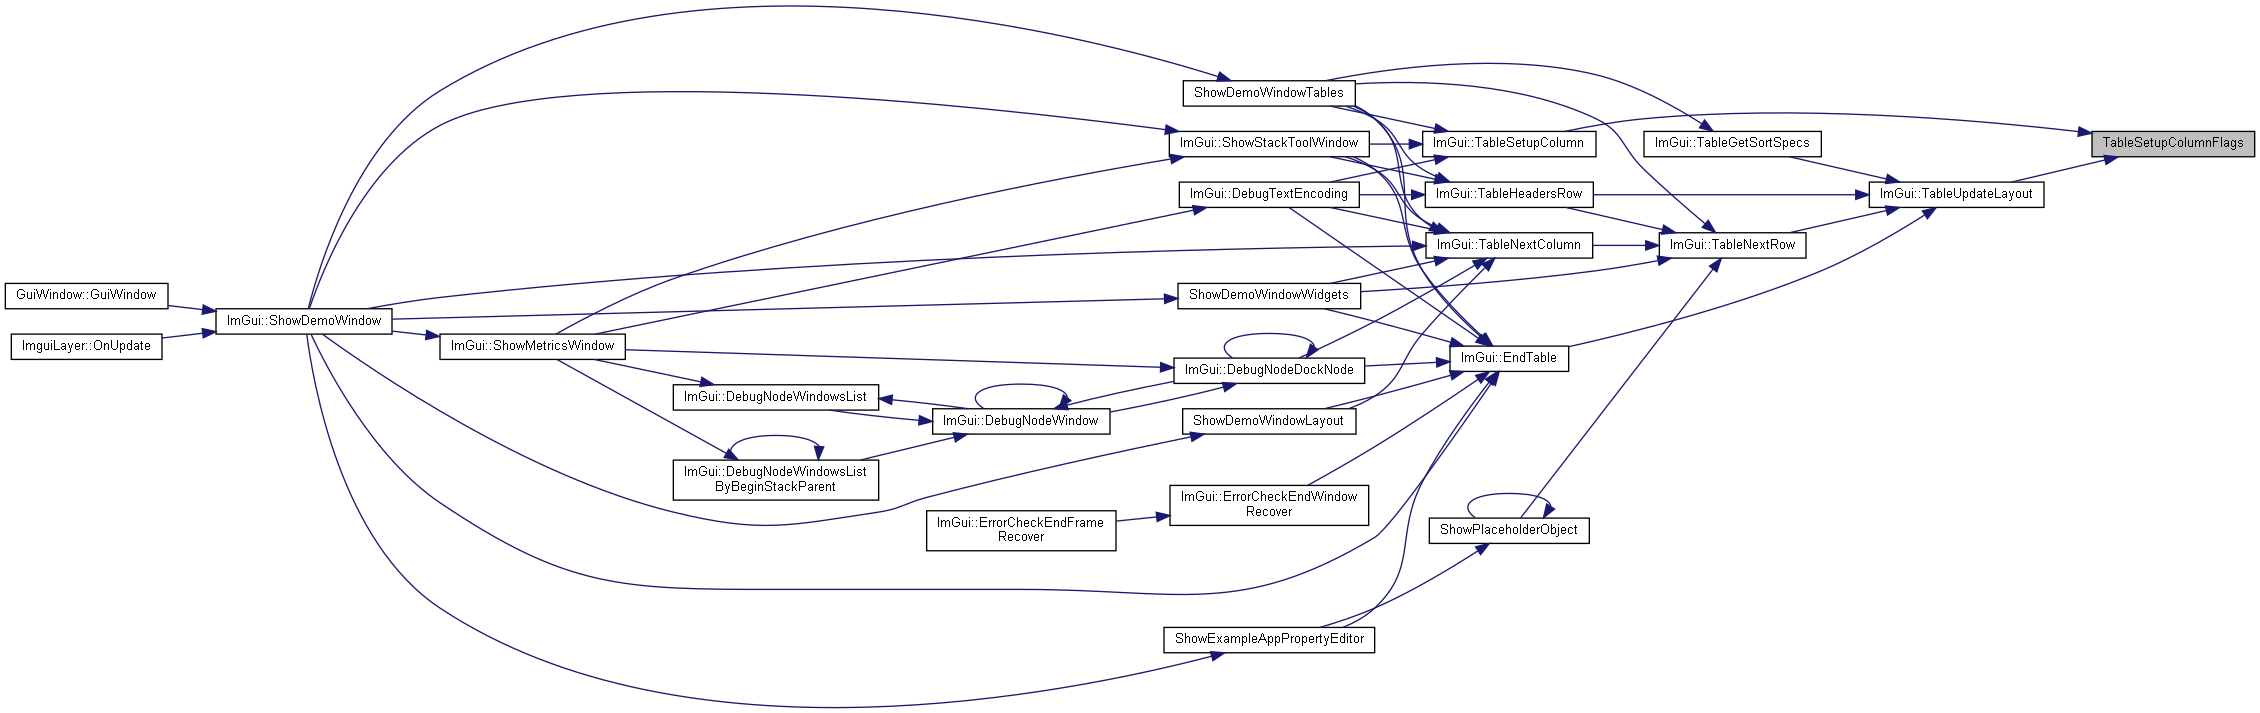 ShowDemoWindowTables
ImGui::ShowStackToolWindow
ImGui::TableSetupColumn
ImGui::TableGetSortSpecs
TableSetupColumnFlags
ImGui::DebugTextEncoding
ImGui::TableHeadersRow
ImGui::TableUpdateLayout
ImGui::TableNextColumn
ImGui::TableNextRow
GuiWindow::GuiWindow
ShowDemoWindowWidgets
ImGui::ShowDemoWindow
ImguiLayer::OnUpdate
ImGui::ShowMetricsWindow
ImGui::EndTable
ImGui::DebugNodeDockNode
ImGui::DebugNodeWindowsList
ImGui::DebugNodeWindow
ShowDemoWindowLayout
ImGui::DebugNodeWindowsList
ByBeginStackParent
ImGui::ErrorCheckEndWindow
Recover
ImGui::ErrorCheckEndFrame
Recover
ShowPlaceholderObject
ShowExampleAppPropertyEditor